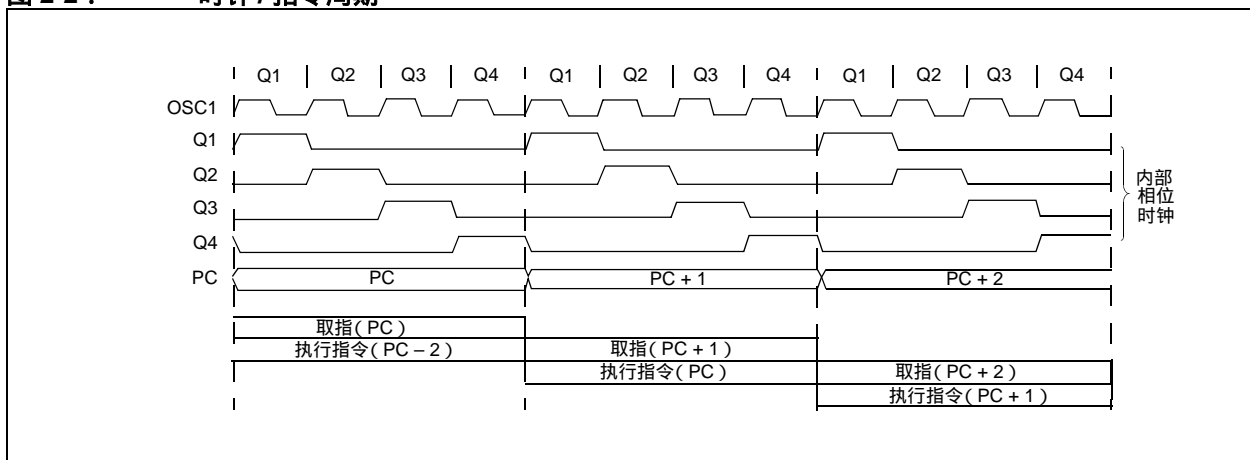 图 2-2： 时钟 / 指令周期
Q1 Q2 Q3 Q4 Q1 Q2 Q3 Q4 Q1 Q2 Q3 Q4
OSC1
Q1
Q2
Q3
Q4
内部
相位
时钟
PC PC PC + 1 PC + 2
取指( PC )
执行指令( PC – 2 ) 取指( PC + 1 )
执行指令( PC ) 取指( PC + 2 )
执行指令( PC + 1 )